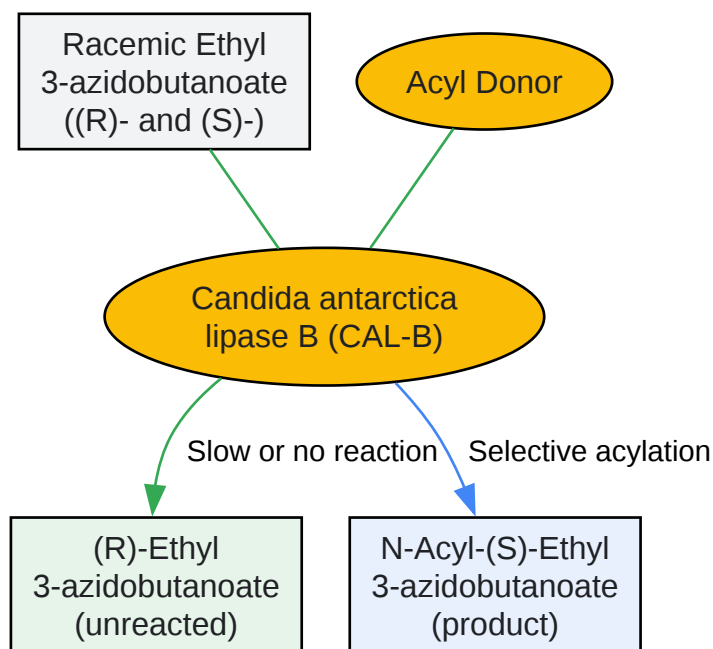 Racemic Ethyl
3-azidobutanoate
((R)- and (S)-)
Acyl Donor
Candida antarctica
lipase B (CAL-B)
Slow or no reaction
Selective acylation
(R)-Ethyl
3-azidobutanoate
(unreacted)
N-Acyl-(S)-Ethyl
3-azidobutanoate
(product)